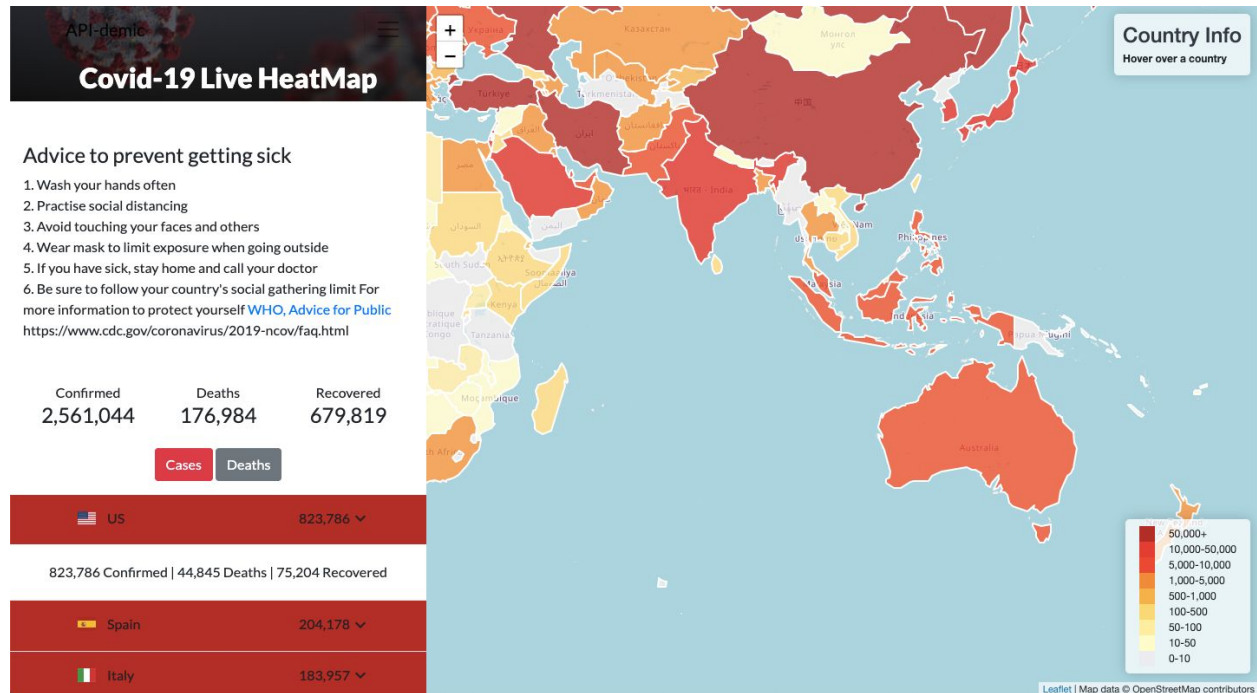 API-demic
Covid-19 Live HeatMap
Advice to prevent getting sick
1. Wash your hands often
2. Practise social distancing
3. Avoid touching your faces and others
4. Wear mask to limit exposure when going outside
5. If you have sick, stay home and call your doctor
6. Be sure to follow your country's social gathering limit For
more information to protect yourself WHO, Advice for Public
https://www.cdc.gov/coronavirus/2019-ncov/faq.html
Confirmed Deaths Recovered
2,561,044 176,984 679,819
Cases Deaths
US 823,786
823,786 Confirmed | 44,845 Deaths | 75,204 Recovered
Spain 204,178
Italy 183,957
+
−
Україна
Казахстан
Монгол
улс
Türkiye
中国
ایران
العراق
مصر
India
السودان
اليمن
South Sudan
Kenya
Tanzania
Moçambique
Malaysia
Australia
Country Info
Hover over a country
50,000+
10,000-50,000
5,000-10,000
1,000-5,000
500-1,000
100-500
50-100
10-50
0-10
Leaflet | Map data © OpenStreetMap contributors